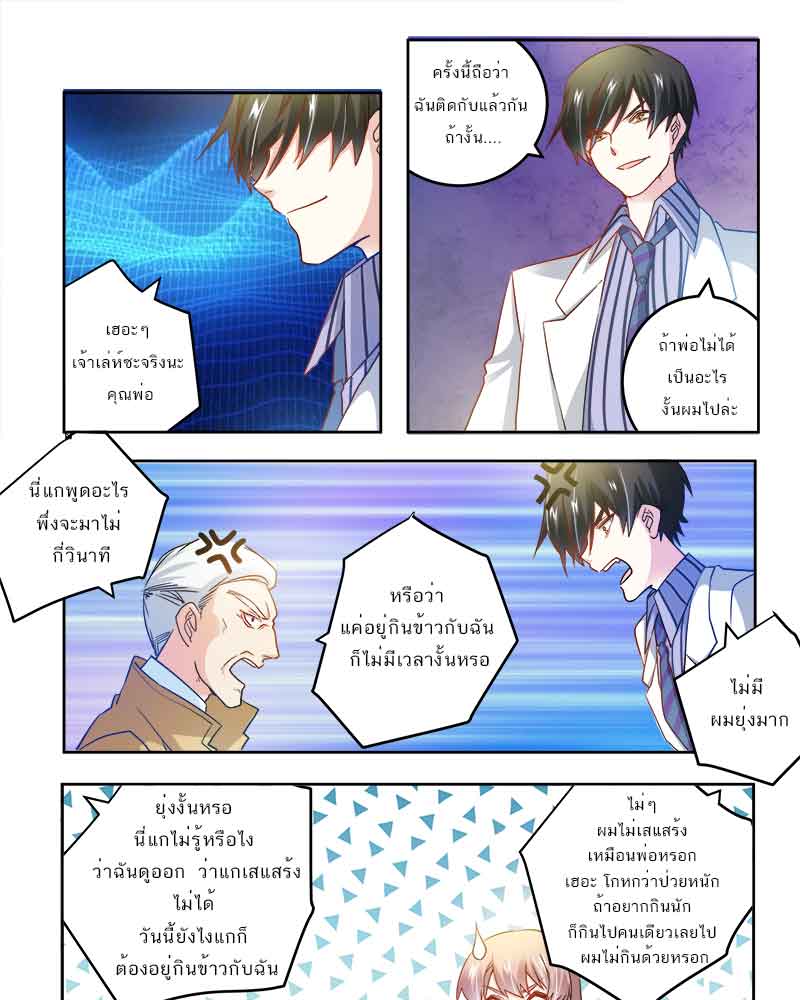 เฮอะๆ
เจ้าเล่ห์ซะจริงนะ
คุณพ่อ
ครั้งนี้ถือว่า
ฉันติดกับแล้วกัน
ถ้างั้น....
ถ้าพ่อไม่ได้
เป็นอะไร
งั้นผมไปล่ะ
นี่แกพูดอะไร
พึ่งจะมาไม่
กี่วินาที
หรือว่า
แค่อยู่กินข้าวกับฉัน
ก็ไม่มีเวลางั้นหรอ
ไม่มี
ผมยุ่งมาก
ยุ่งงั้นหรอ
นี่แกไม่รู้หรือไง
ว่าฉันดูออก ว่าแกเสแสร้ง
ไม่ได้
วันนี้ยังไงแกก็
ต้องอยู่กินข้าวกับฉัน
ไม่ๆ
ผมไม่เสแสร้ง
เหมือนพ่อหรอก
เฮอะ โกหกว่าป่วยหนัก
ถ้าอยากกินนัก
ก็กินไปคนเดียวเลยไป
ผมไม่กินด้วยหรอก